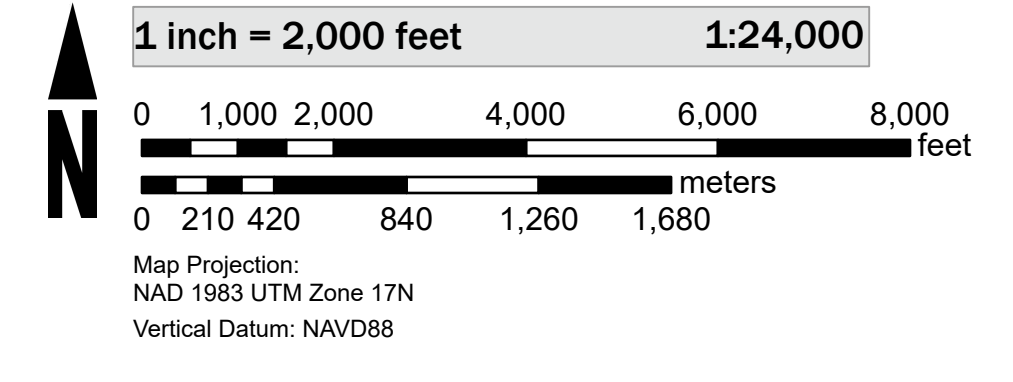 1 inch = 2,000 feet 1:24,000
0 1,000 2,000 4,000 6,000 8,000
feet
meters
0 210 420 840 1,260 1,680
N
Map Projection:
NAD 1983 UTM Zone 17N
Vertical Datum: NAVD88